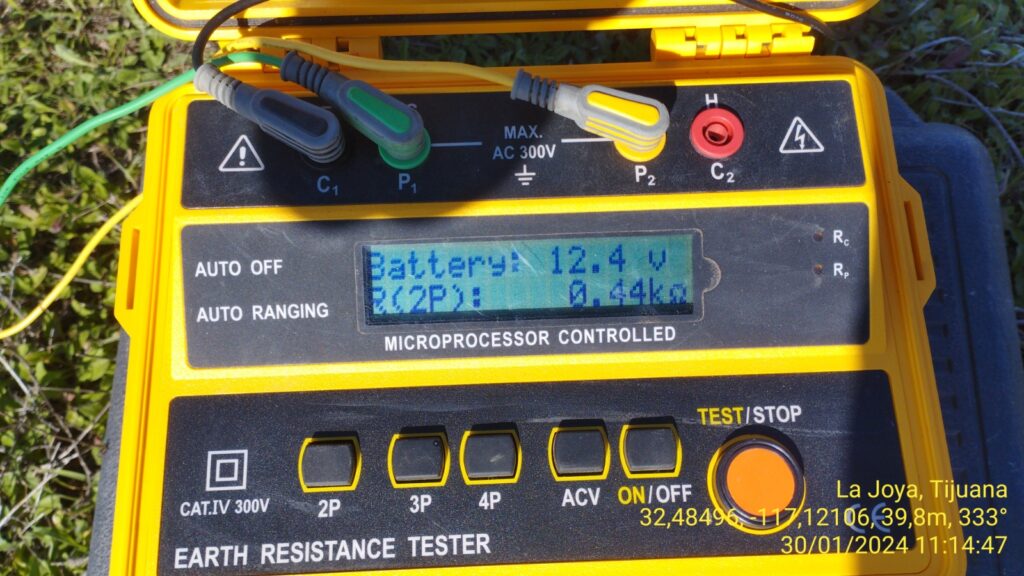 H
MAX.
AC 300V
C1
P1
P2
C2
AUTO OFF
AUTO RANGING
Battery: 12.4 v
R(2P): 0.44kΩ
RC
RP
MICROPROCESSOR CONTROLLED
TEST/STOP
CAT.IV 300V
2P
3P
4P
ACV
ON/OFF
EARTH RESISTANCE TESTER
CE
La Joya, Tijuana
32,48496, -117,12106, 39,8m, 333°
30/01/2024 11:14:47